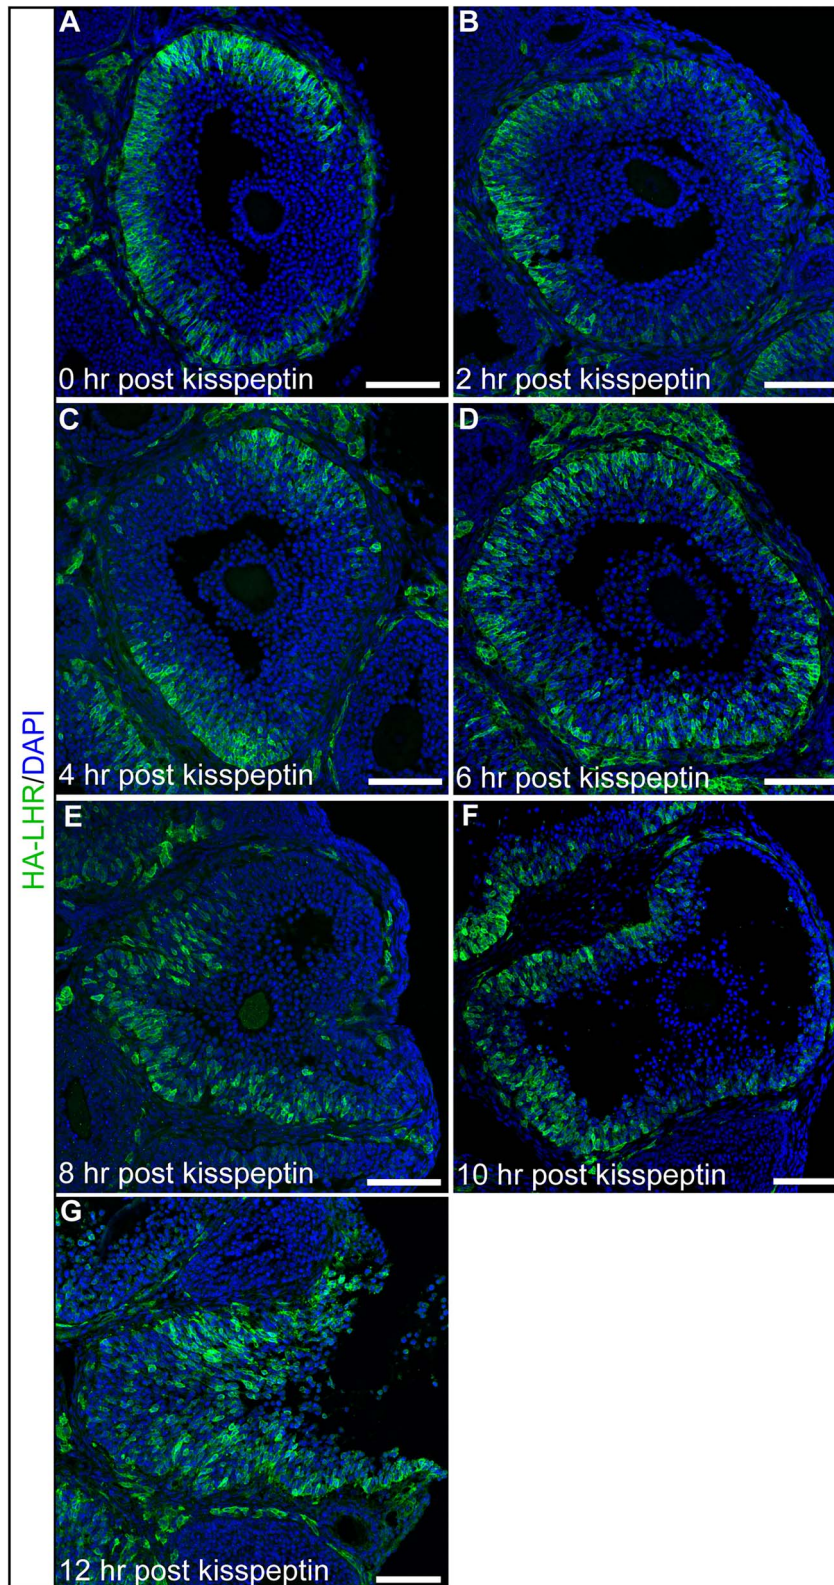 HA-LHR/DAPI
A
0 hr post kisspeptin
B
2 hr post kisspeptin
C
4 hr post kisspeptin
D
6 hr post kisspeptin
E
8 hr post kisspeptin
F
10 hr post kisspeptin
G
12 hr post kisspeptin